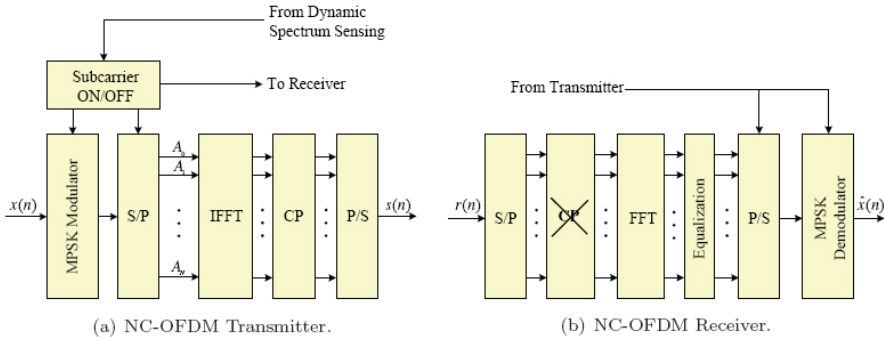 From Dynamic
Spectrum Sensing
Subcarrier
ON/OFF
To Receiver
x(n)
MPSK Modulator
S/P
A₀
A₁
A_N
IFFT
CP
P/S
s(n)
(a) NC-OFDM Transmitter.
From Transmitter
r(n)
S/P
CP
FFT
Equalization
P/S
MPSK
Demodulator
x̂(n)
(b) NC-OFDM Receiver.